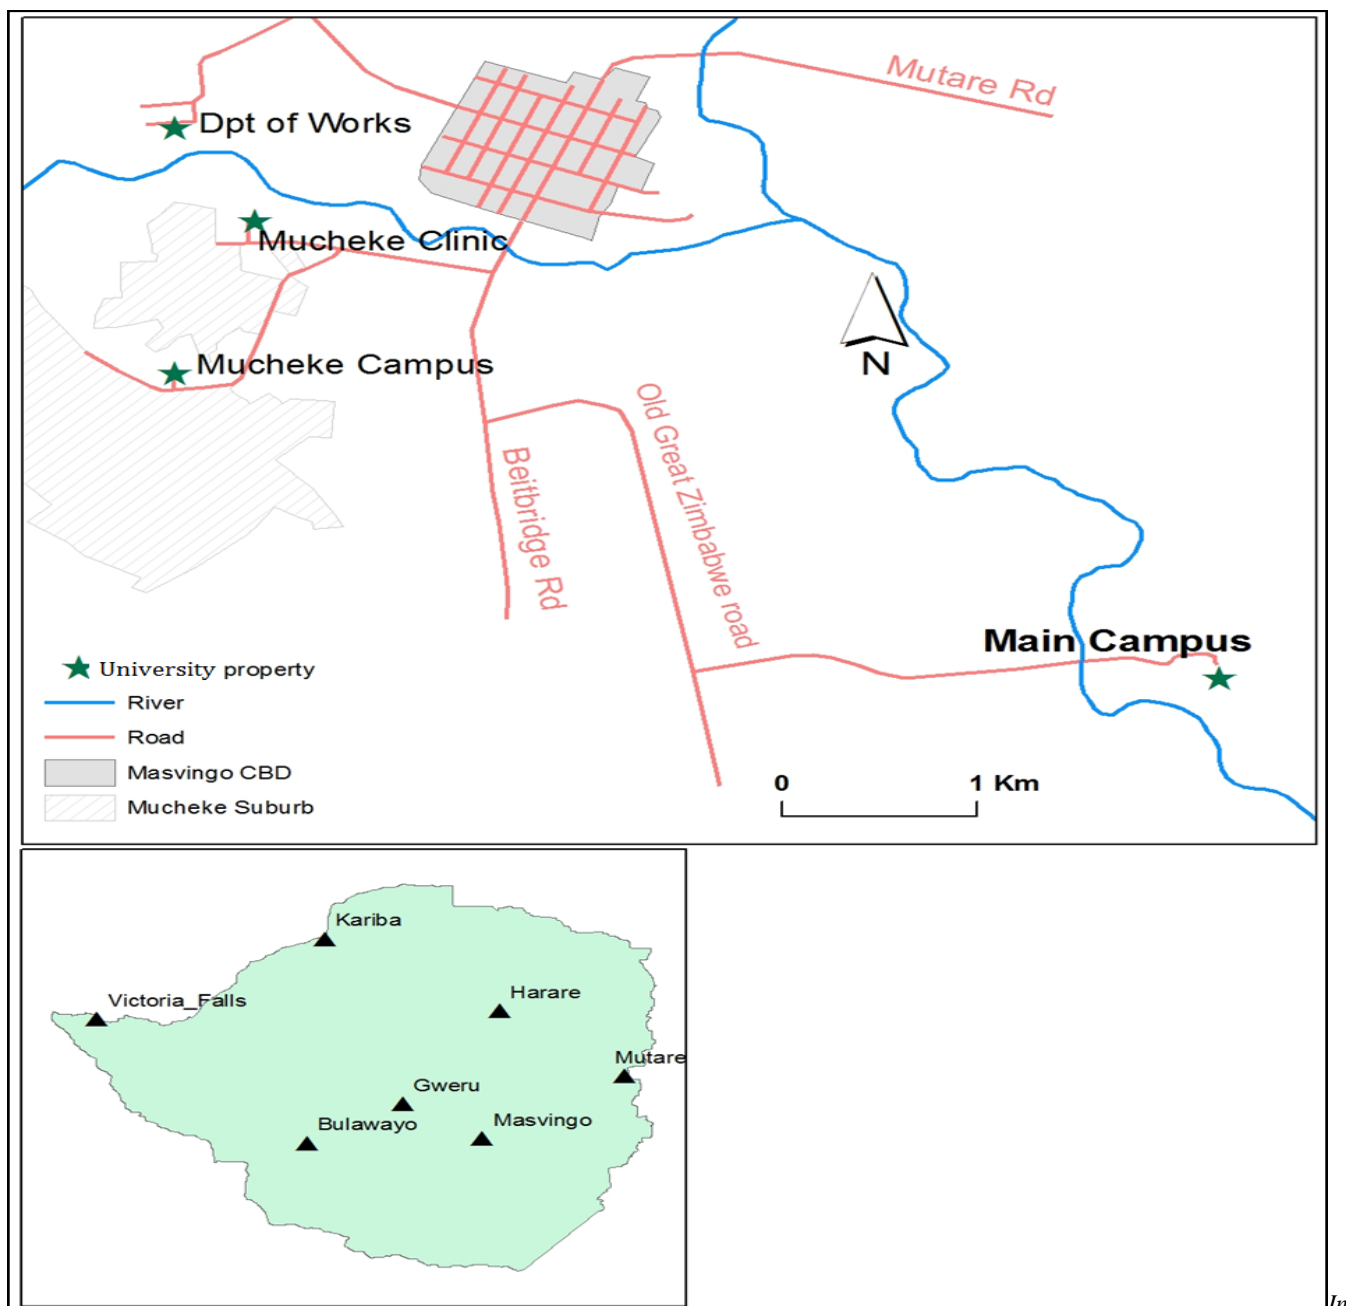 Mutare Rd
Dpt of Works
Mucheke Clinic
N
Mucheke Campus
Old Great Zimbabwe road
Beitbridge Rd
Main Campus
University property
River
Road
Masvingo CBD
Mucheke Suburb
0 1 Km
Kariba
Victoria_Falls
Harare
Mutare
Gweru
Bulawayo
Masvingo
In